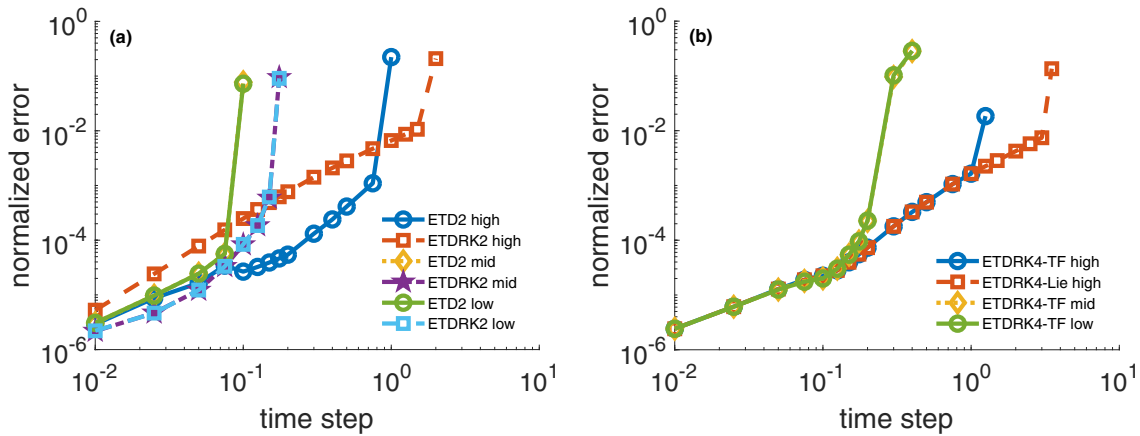 (a)
normalized error
10^0
10^-2
10^-4
10^-6
ETD2 high
ETDRK2 high
ETD2 mid
ETDRK2 mid
ETD2 low
ETDRK2 low
10^-2
10^-1
10^0
10^1
time step
(b)
normalized error
10^0
10^-2
10^-4
10^-6
ETDRK4-TF high
ETDRK4-Lie high
ETDRK4-TF mid
ETDRK4-TF low
10^-2
10^-1
10^0
10^1
time step